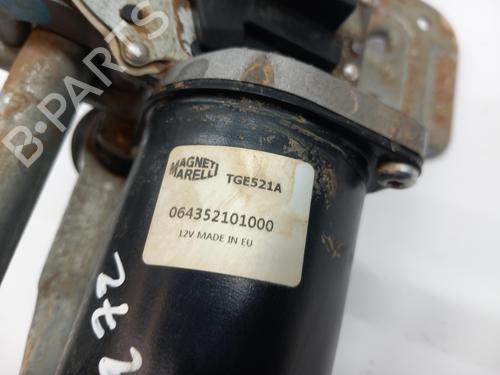 B-PARTS
MAGNETI
MARELLI
TGE521A
064352101000
12V MADE IN EU